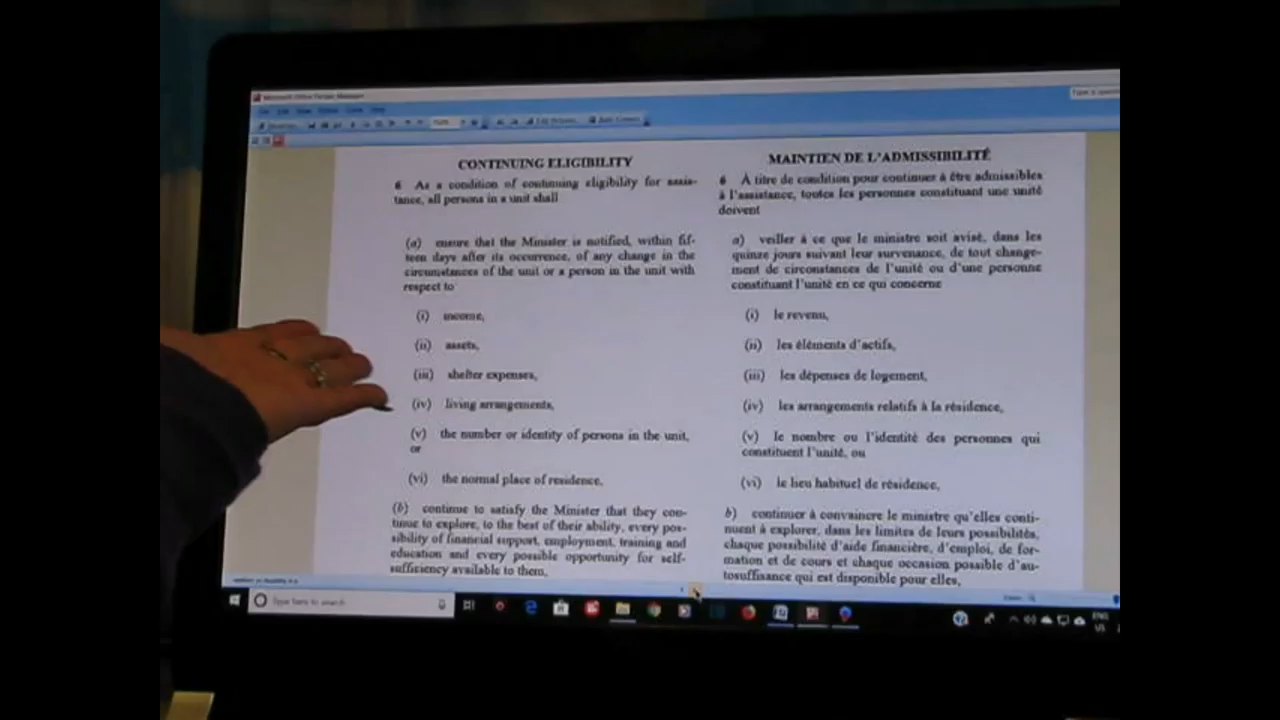 Microsoft Office Picture Manager
Type a question
CONTINUING ELIGIBILITY
6 As a condition of continuing eligibility for assis-
tance, all persons in a unit shall
(a) ensure that the Minister is notified, within fif-
teen days after its occurrence, of any change in the
circumstances of the unit or a person in the unit with
respect to
(i) income,
(ii) assets,
(iii) shelter expenses,
(iv) living arrangements,
(v) the number or identity of persons in the unit,
or
(vi) the normal place of residence,
(b) continue to satisfy the Minister that they con-
tinue to explore, to the best of their ability, every pos-
sibility of financial support, employment, training and
education and every possible opportunity for self-
sufficiency available to them,
MAINTIEN DE L'ADMISSIBILITÉ
6 À titre de condition pour continuer à être admissibles
à l'assistance, toutes les personnes constituant une unité
doivent
a) veiller à ce que le ministre soit avisé, dans les
quinze jours suivant leur survenance, de tout change-
ment de circonstances de l'unité ou d'une personne
constituant l'unité en ce qui concerne
(i) le revenu,
(ii) les éléments d'actifs,
(iii) les dépenses de logement,
(iv) les arrangements relatifs à la résidence,
(v) le nombre ou l'identité des personnes qui
constituent l'unité, ou
(vi) le lieu habituel de résidence,
b) continuer à convaincre le ministre qu'elles conti-
nuent à explorer, dans les limites de leurs possibilités,
chaque possibilité d'aide financière, d'emploi, de for-
mation et de cours et chaque occasion possible d'au-
tosuffisance qui est disponible pour elles,
Type here to search
ENG